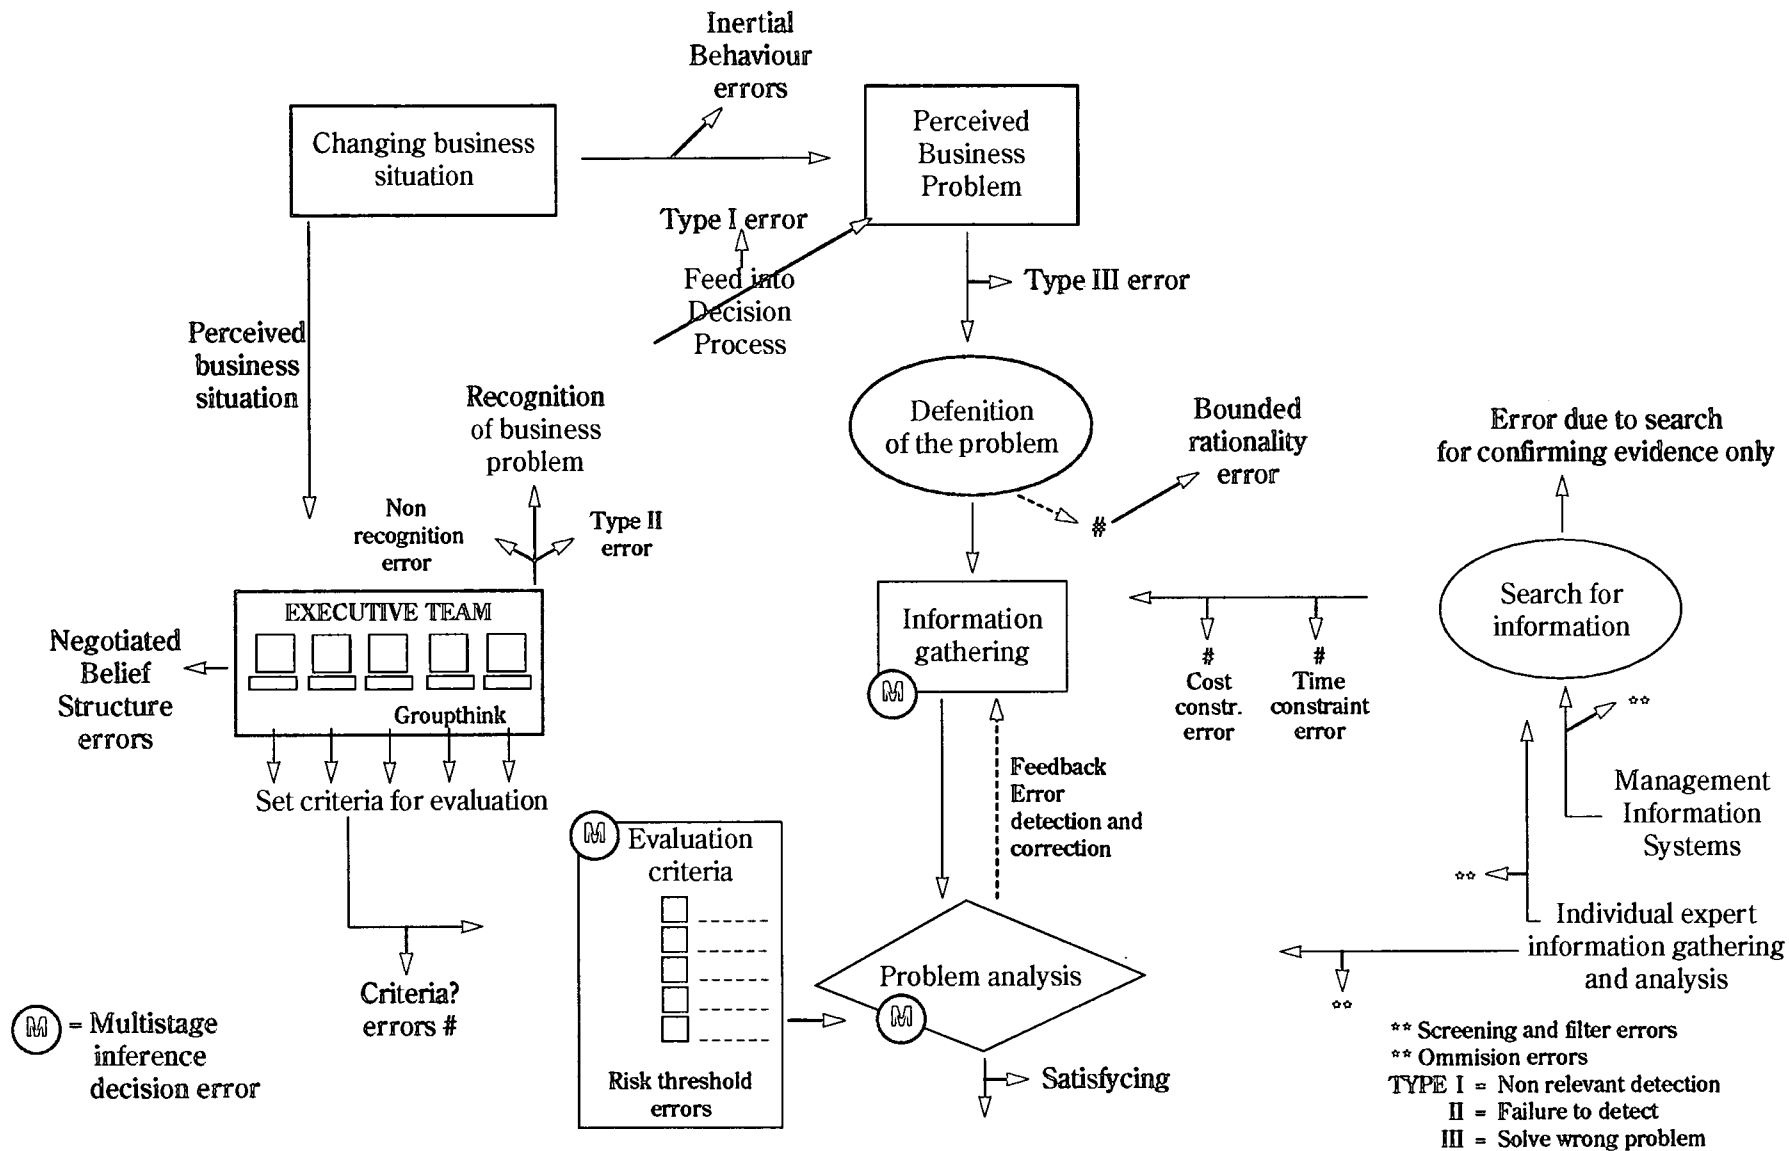 Inertial
Behaviour
errors
Changing business
situation
Perceived
Business
Problem
Type I error
Feed into
Decision
Process
Type III error
Perceived
business
situation
Recognition
of business
problem
Defenition
of the problem
Bounded
rationality
error
#
Error due to search
for confirming evidence only
Non
recognition
error
Type II
error
EXECUTIVE TEAM
Groupthink
Negotiated
Belief
Structure
errors
Set criteria for evaluation
Information
gathering
M
#
Cost
constr.
error
#
Time
constraint
error
Search for
information
**
Management
Information
Systems
Feedback
Error
detection and
correction
M
Evaluation
criteria
Risk threshold
errors
**
Individual expert
information gathering
and analysis
**
Problem analysis
M
Satisfycing
Criteria?
errors #
M = Multistage
inference
decision error
** Screening and filter errors
** Ommision errors
TYPE I = Non relevant detection
II = Failure to detect
III = Solve wrong problem